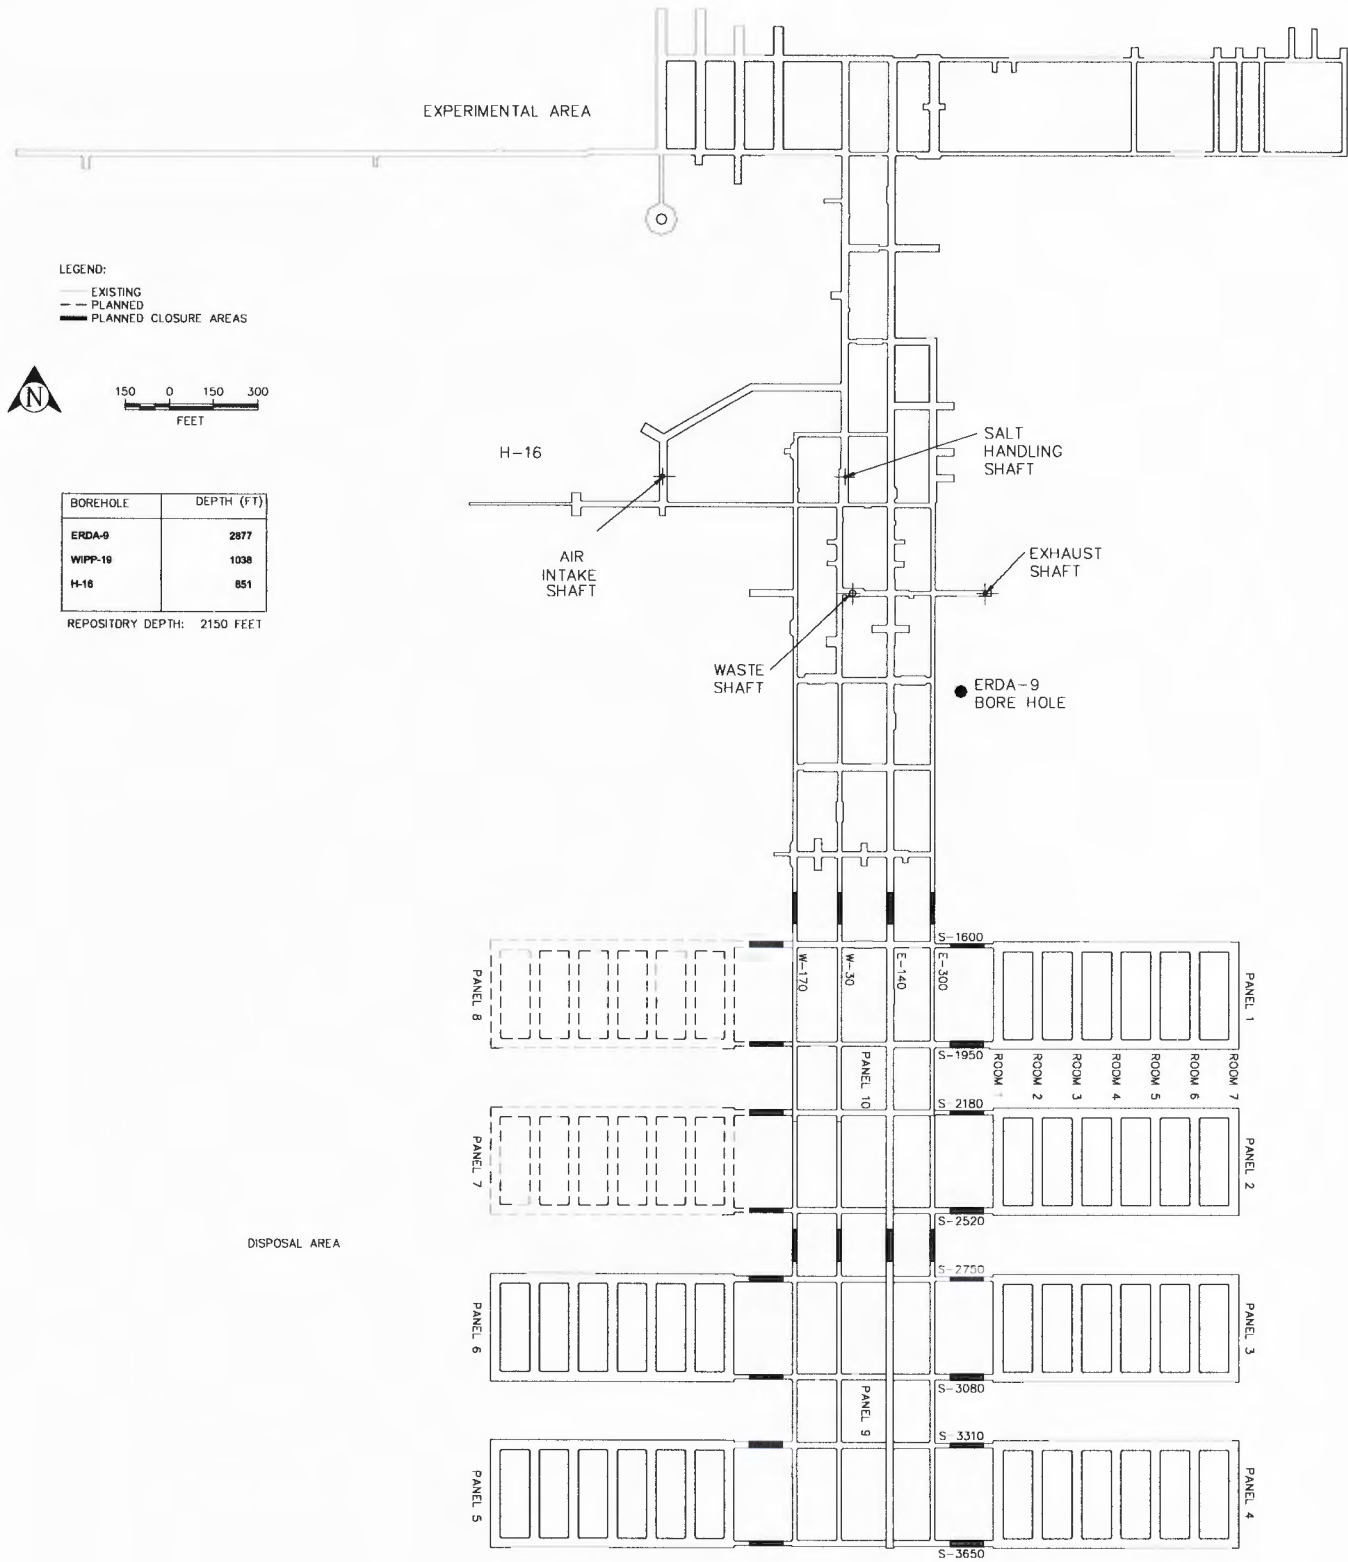 EXPERIMENTAL AREA
LEGEND:
EXISTING
PLANNED
PLANNED CLOSURE AREAS
N
150 0 150 300
FEET
H-16
SALT
HANDLING
SHAFT
BOREHOLE DEPTH (FT)
ERDA-9 2877
WIPP-19 1038
H-16 851
REPOSITORY DEPTH: 2150 FEET
AIR
INTAKE
SHAFT
EXHAUST
SHAFT
WASTE
SHAFT
ERDA-9
BORE HOLE
S-1600
W-170
W-30
E-140
E-300
PANEL 8
PANEL 1
S-1950
PANEL 10
ROOM 1
ROOM 2
ROOM 3
ROOM 4
ROOM 5
ROOM 6
ROOM 7
S-2180
PANEL 7
PANEL 2
S-2520
DISPOSAL AREA
S-2750
PANEL 6
PANEL 3
S-3080
PANEL 9
S-3310
PANEL 5
PANEL 4
S-3650